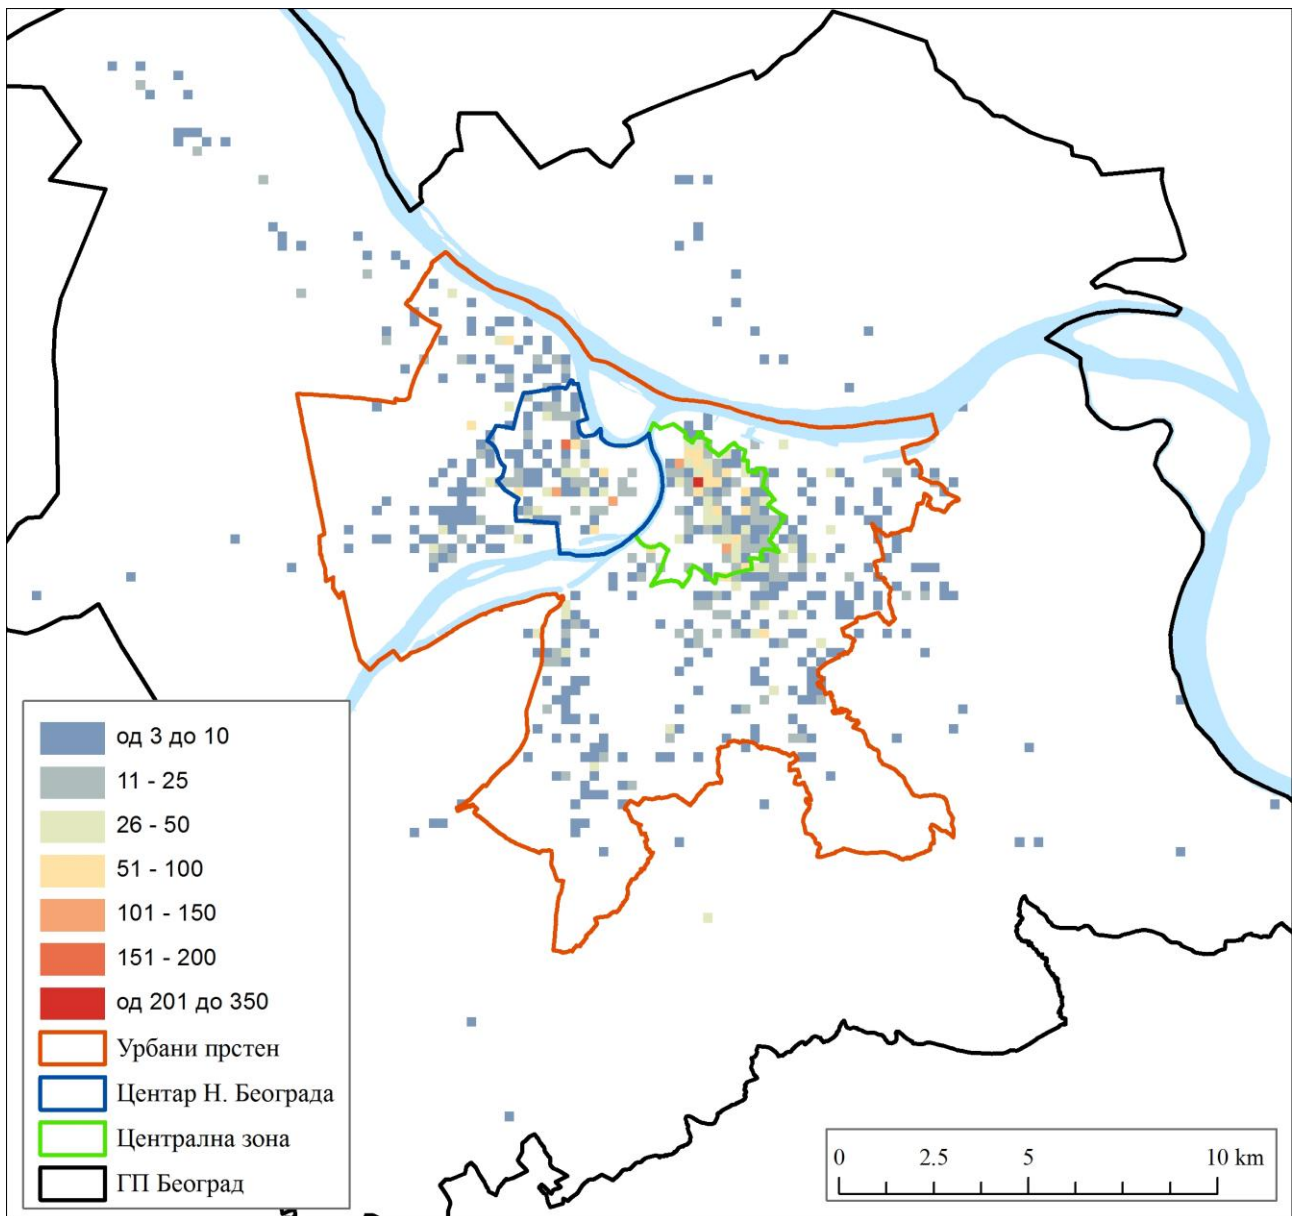 од 3 до 10
11 - 25
26 - 50
51 - 100
101 - 150
151 - 200
од 201 до 350
Урбани прстен
Центар Н. Београда
Централна зона
ГП Београд
0 2.5 5 10 km